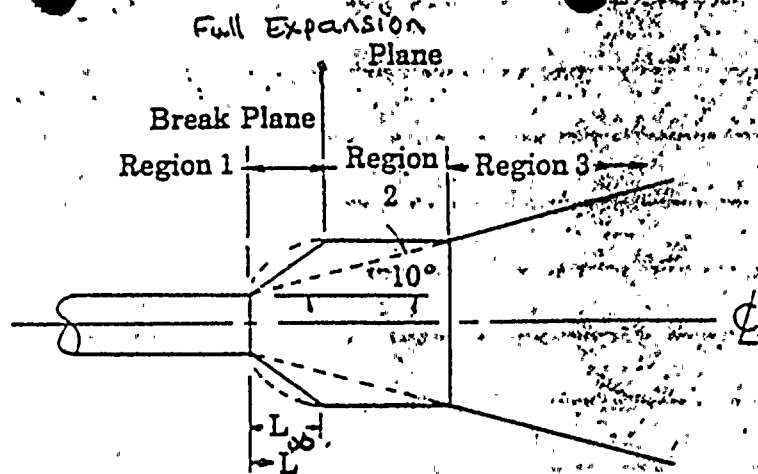 Full Expansion
Plane
Break Plane
Region 1
Region
2
Region 3
10°
℄
L
L